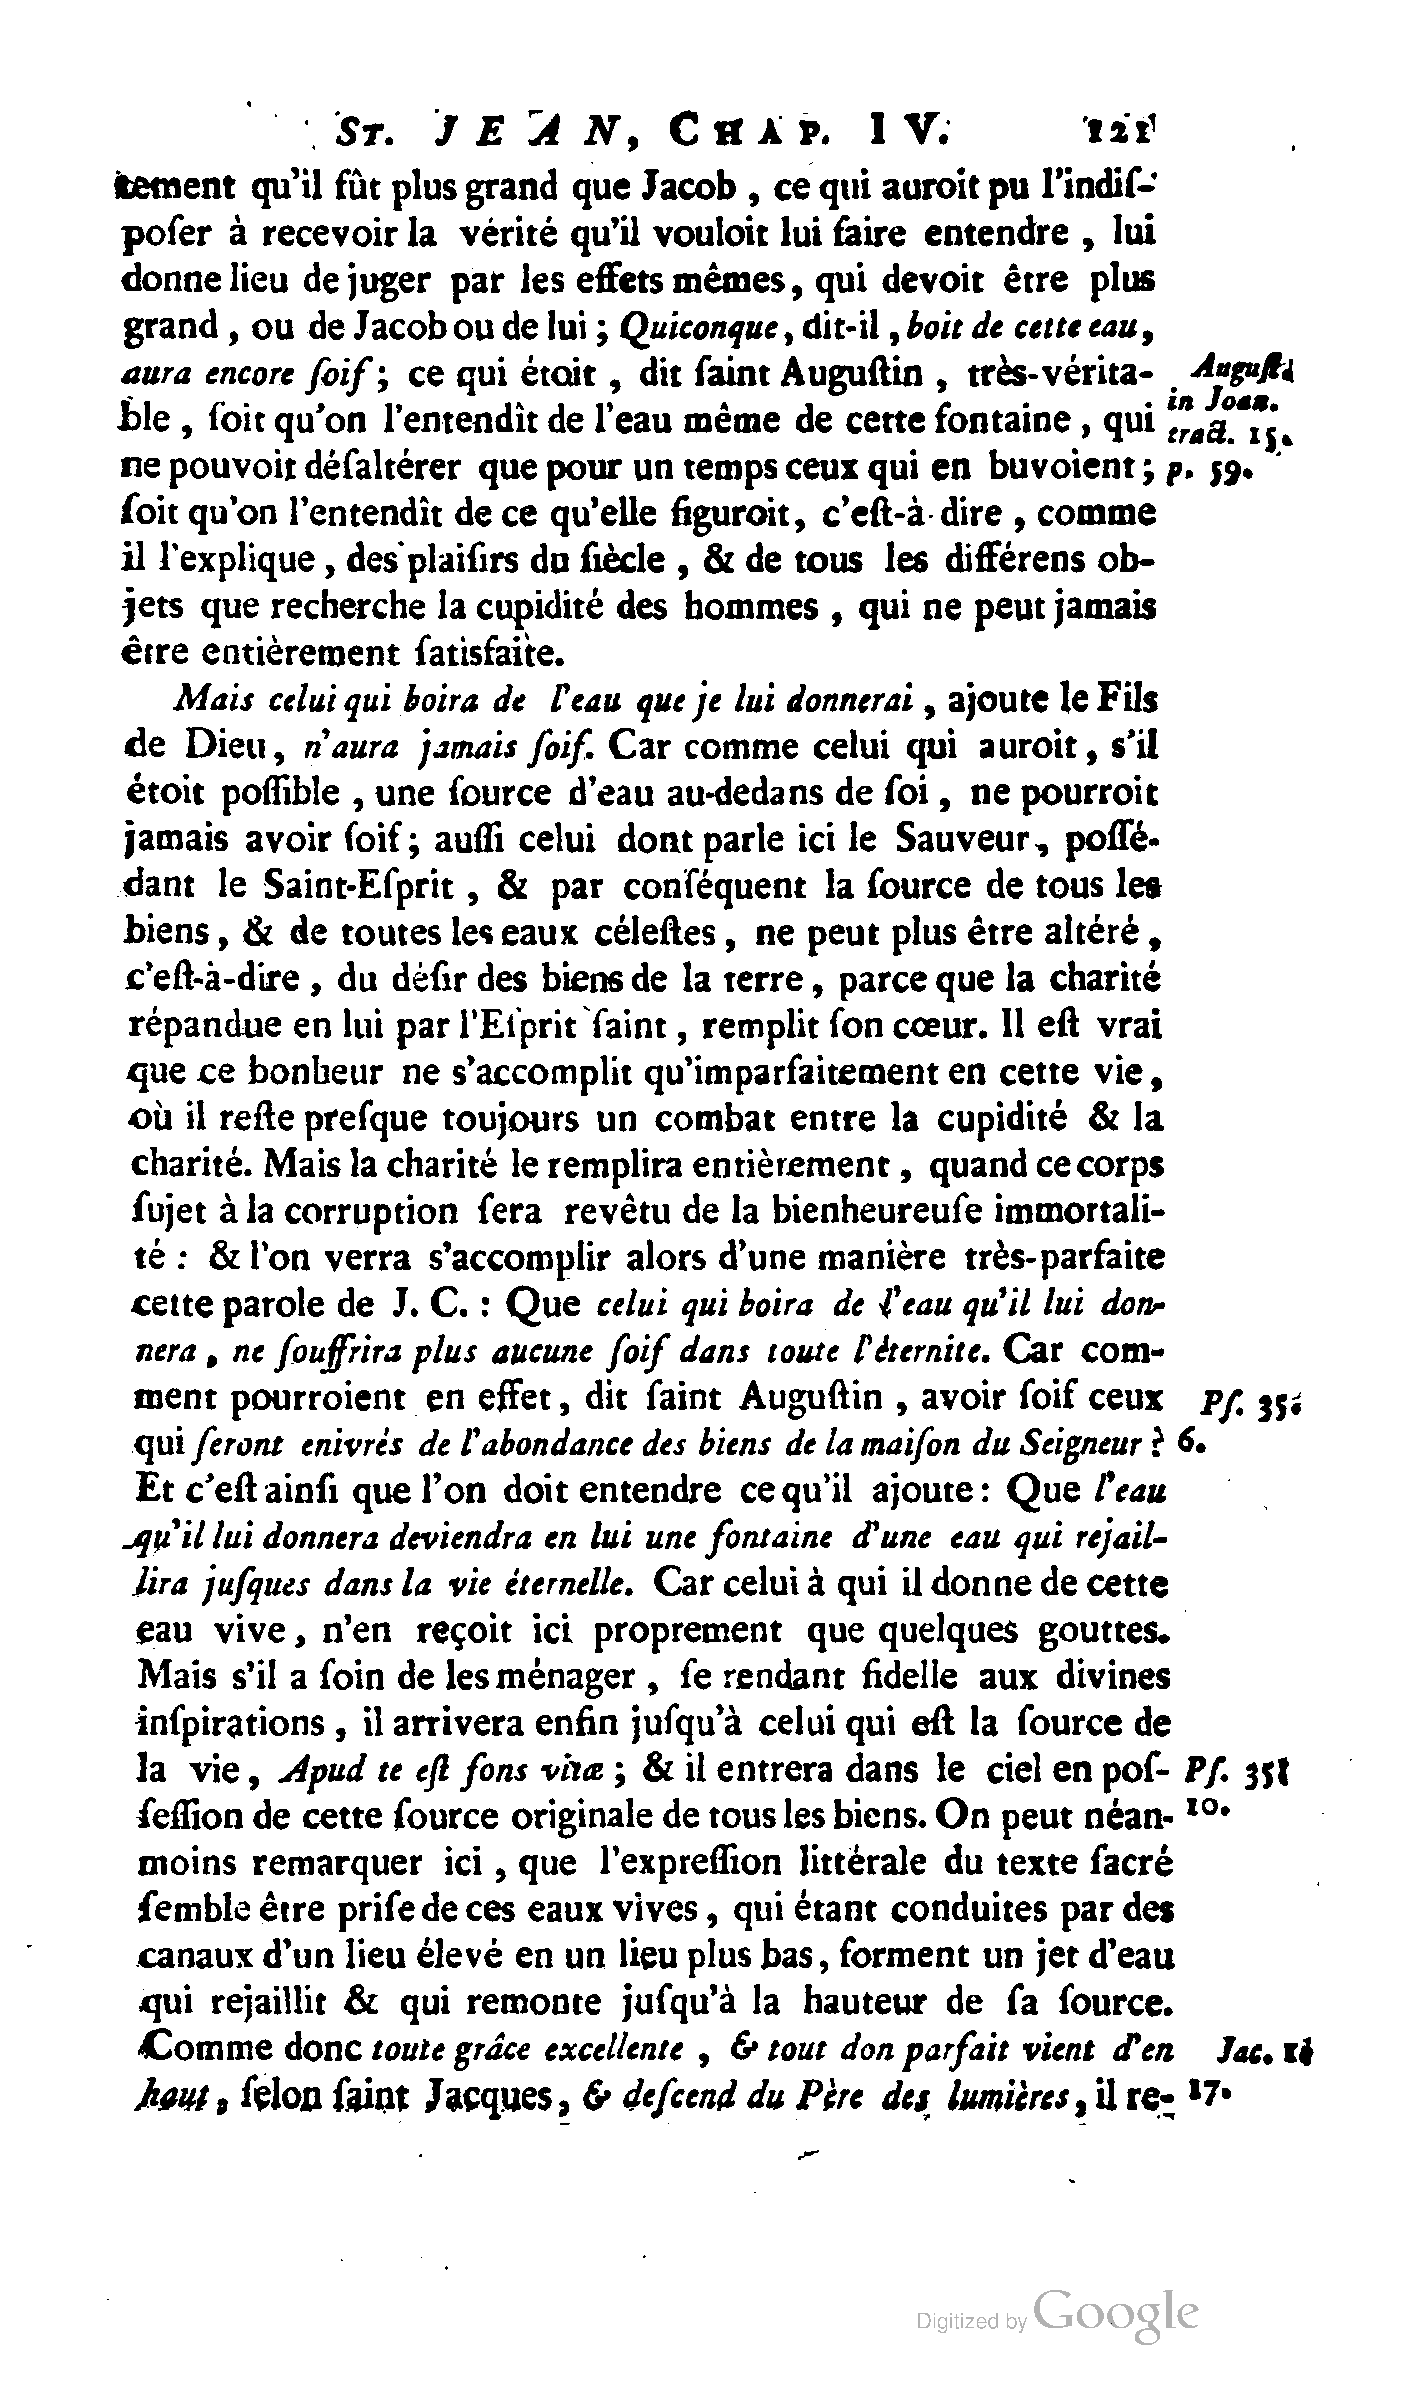 ST. JEAN, CHAP. IV. 121
tement qu'il fût plus grand que Jacob, ce qui auroit pu l'indiſ-
poſer à recevoir la vérité qu'il vouloit lui faire entendre, lui
donne lieu de juger par les effets mêmes, qui devoit être plus
grand, ou de Jacob ou de lui ; Quiconque, dit-il, boit de cette eau,
aura encore ſoif ; ce qui étoit, dit ſaint Auguſtin, très-vérita-
Auguſt.
ble, ſoit qu'on l'entendît de l'eau même de cette fontaine, qui
in Joan.
tract. 15.
ne pouvoit déſaltérer que pour un temps ceux qui en buvoient ;
p. 59.
ſoit qu'on l'entendît de ce qu'elle figuroit, c'eſt-à-dire, comme
il l'explique, des plaiſirs du ſiècle, & de tous les différens ob-
jets que recherche la cupidité des hommes, qui ne peut jamais
être entièrement ſatisfaite.
Mais celui qui boira de l'eau que je lui donnerai, ajoute le Fils
de Dieu, n'aura jamais ſoif. Car comme celui qui auroit, s'il
étoit poſſible, une ſource d'eau au-dedans de ſoi, ne pourroit
jamais avoir ſoif ; auſſi celui dont parle ici le Sauveur, poſſé-
dant le Saint-Eſprit, & par conſéquent la ſource de tous les
biens, & de toutes les eaux céleſtes, ne peut plus être altéré,
c'eſt-à-dire, du déſir des biens de la terre, parce que la charité
répandue en lui par l'Eſprit ſaint, remplit ſon cœur. Il eſt vrai
que ce bonheur ne s'accomplit qu'imparfaitement en cette vie,
où il reſte preſque toujours un combat entre la cupidité & la
charité. Mais la charité le remplira entièrement, quand ce corps
ſujet à la corruption ſera revêtu de la bienheureuſe immortali-
té : & l'on verra s'accomplir alors d'une manière très-parfaite
cette parole de J. C. : Que celui qui boira de l'eau qu'il lui don-
nera, ne ſouffrira plus aucune ſoif dans toute l'éternité. Car com-
ment pourroient en effet, dit ſaint Auguſtin, avoir ſoif ceux
Pſ. 35.
qui ſeront enivrés de l'abondance des biens de la maiſon du Seigneur ?
6.
Et c'eſt ainſi que l'on doit entendre ce qu'il ajoute : Que l'eau
qu'il lui donnera deviendra en lui une fontaine d'une eau qui rejail-
lira juſques dans la vie éternelle. Car celui à qui il donne de cette
eau vive, n'en reçoit ici proprement que quelques gouttes.
Mais s'il a ſoin de les ménager, ſe rendant fidelle aux divines
inſpirations, il arrivera enfin juſqu'à celui qui eſt la ſource de
la vie, Apud te eſt fons vitæ ; & il entrera dans le ciel en poſ-
Pſ. 35.
ſeſſion de cette ſource originale de tous les biens. On peut néan-
10.
moins remarquer ici, que l'expreſſion littérale du texte ſacré
ſemble être priſe de ces eaux vives, qui étant conduites par des
canaux d'un lieu élevé en un lieu plus bas, forment un jet d'eau
qui rejaillit & qui remonte juſqu'à la hauteur de ſa ſource.
Comme donc toute grâce excellente, & tout don parfait vient d'en
Jac. 1.
haut, ſelon ſaint Jacques, & deſcend du Père des lumières, il re-
17.
Digitized by Google